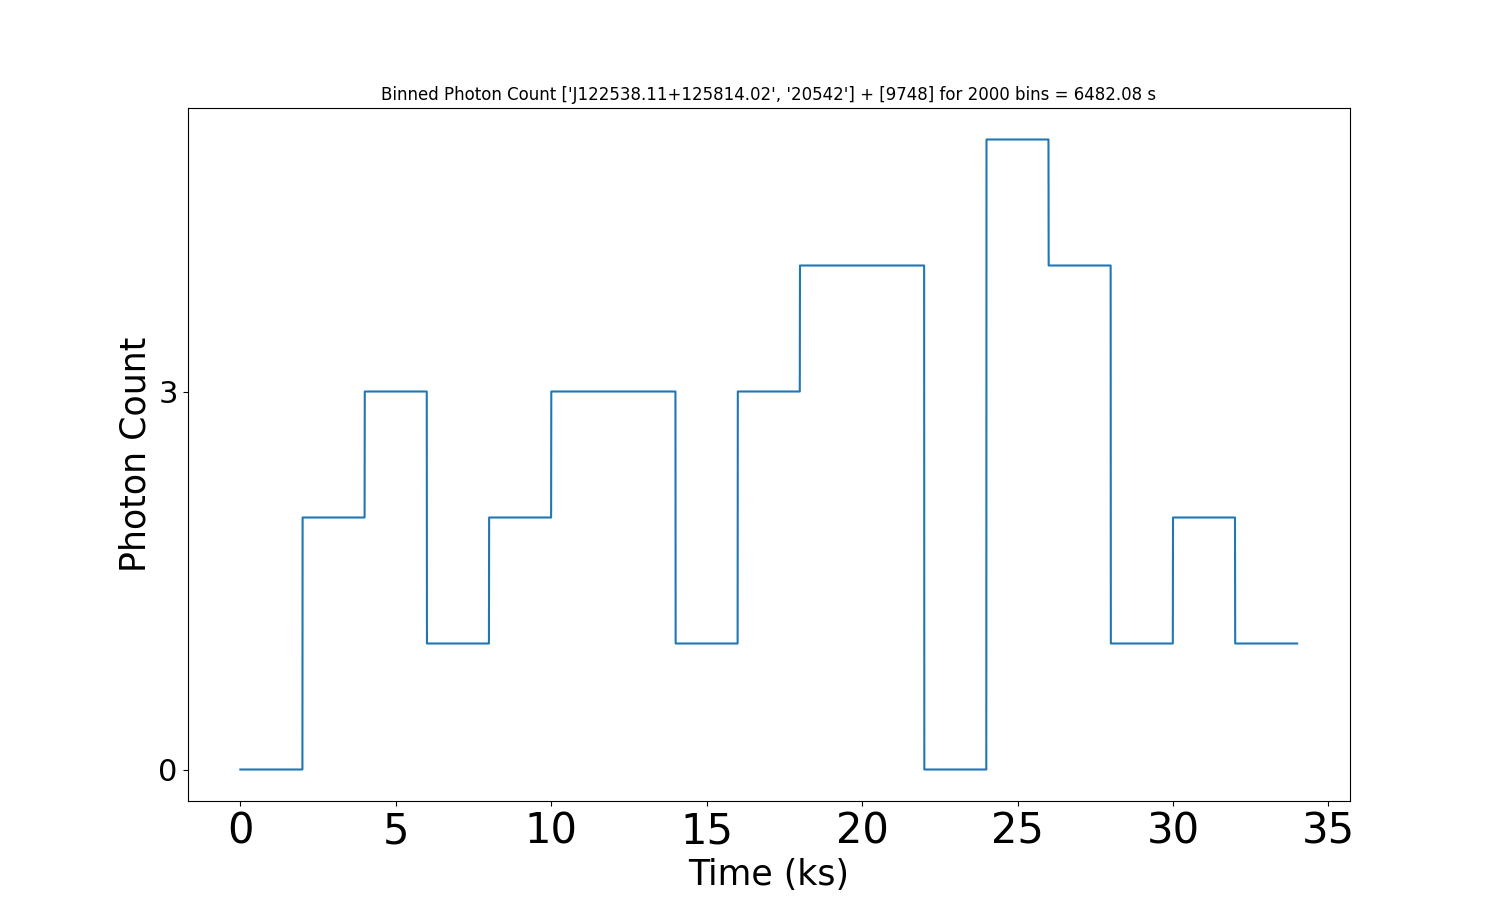 Binned Photon Count ['J122538.11+125814.02', '20542'] + [9748] for 2000 bins = 6482.08 s
Photon Count
3
0
0 5 10 15 20 25 30 35
Time (ks)